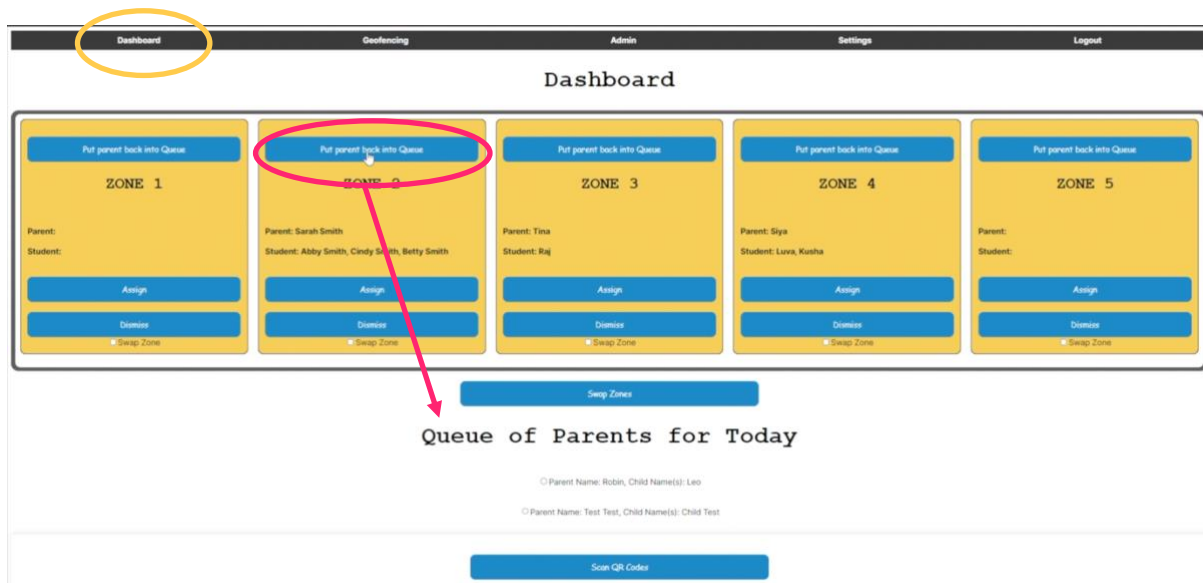 Dashboard Geofencing Admin Settings Logout
Dashboard
Put parent back into Queue
ZONE 1
Parent:
Student:
Assign
Dismiss
Swap Zone
Put parent back into Queue
ZONE 2
Parent: Sarah Smith
Student: Abby Smith, Cindy Smith, Betty Smith
Assign
Dismiss
Swap Zone
Put parent back into Queue
ZONE 3
Parent: Tina
Student: Raj
Assign
Dismiss
Swap Zone
Put parent back into Queue
ZONE 4
Parent: Siya
Student: Luva, Kusha
Assign
Dismiss
Swap Zone
Put parent back into Queue
ZONE 5
Parent:
Student:
Assign
Dismiss
Swap Zone
Swap Zones
Queue of Parents for Today
Parent Name: Robin, Child Name(s): Leo
Parent Name: Test Test, Child Name(s): Child Test
Scan QR Codes